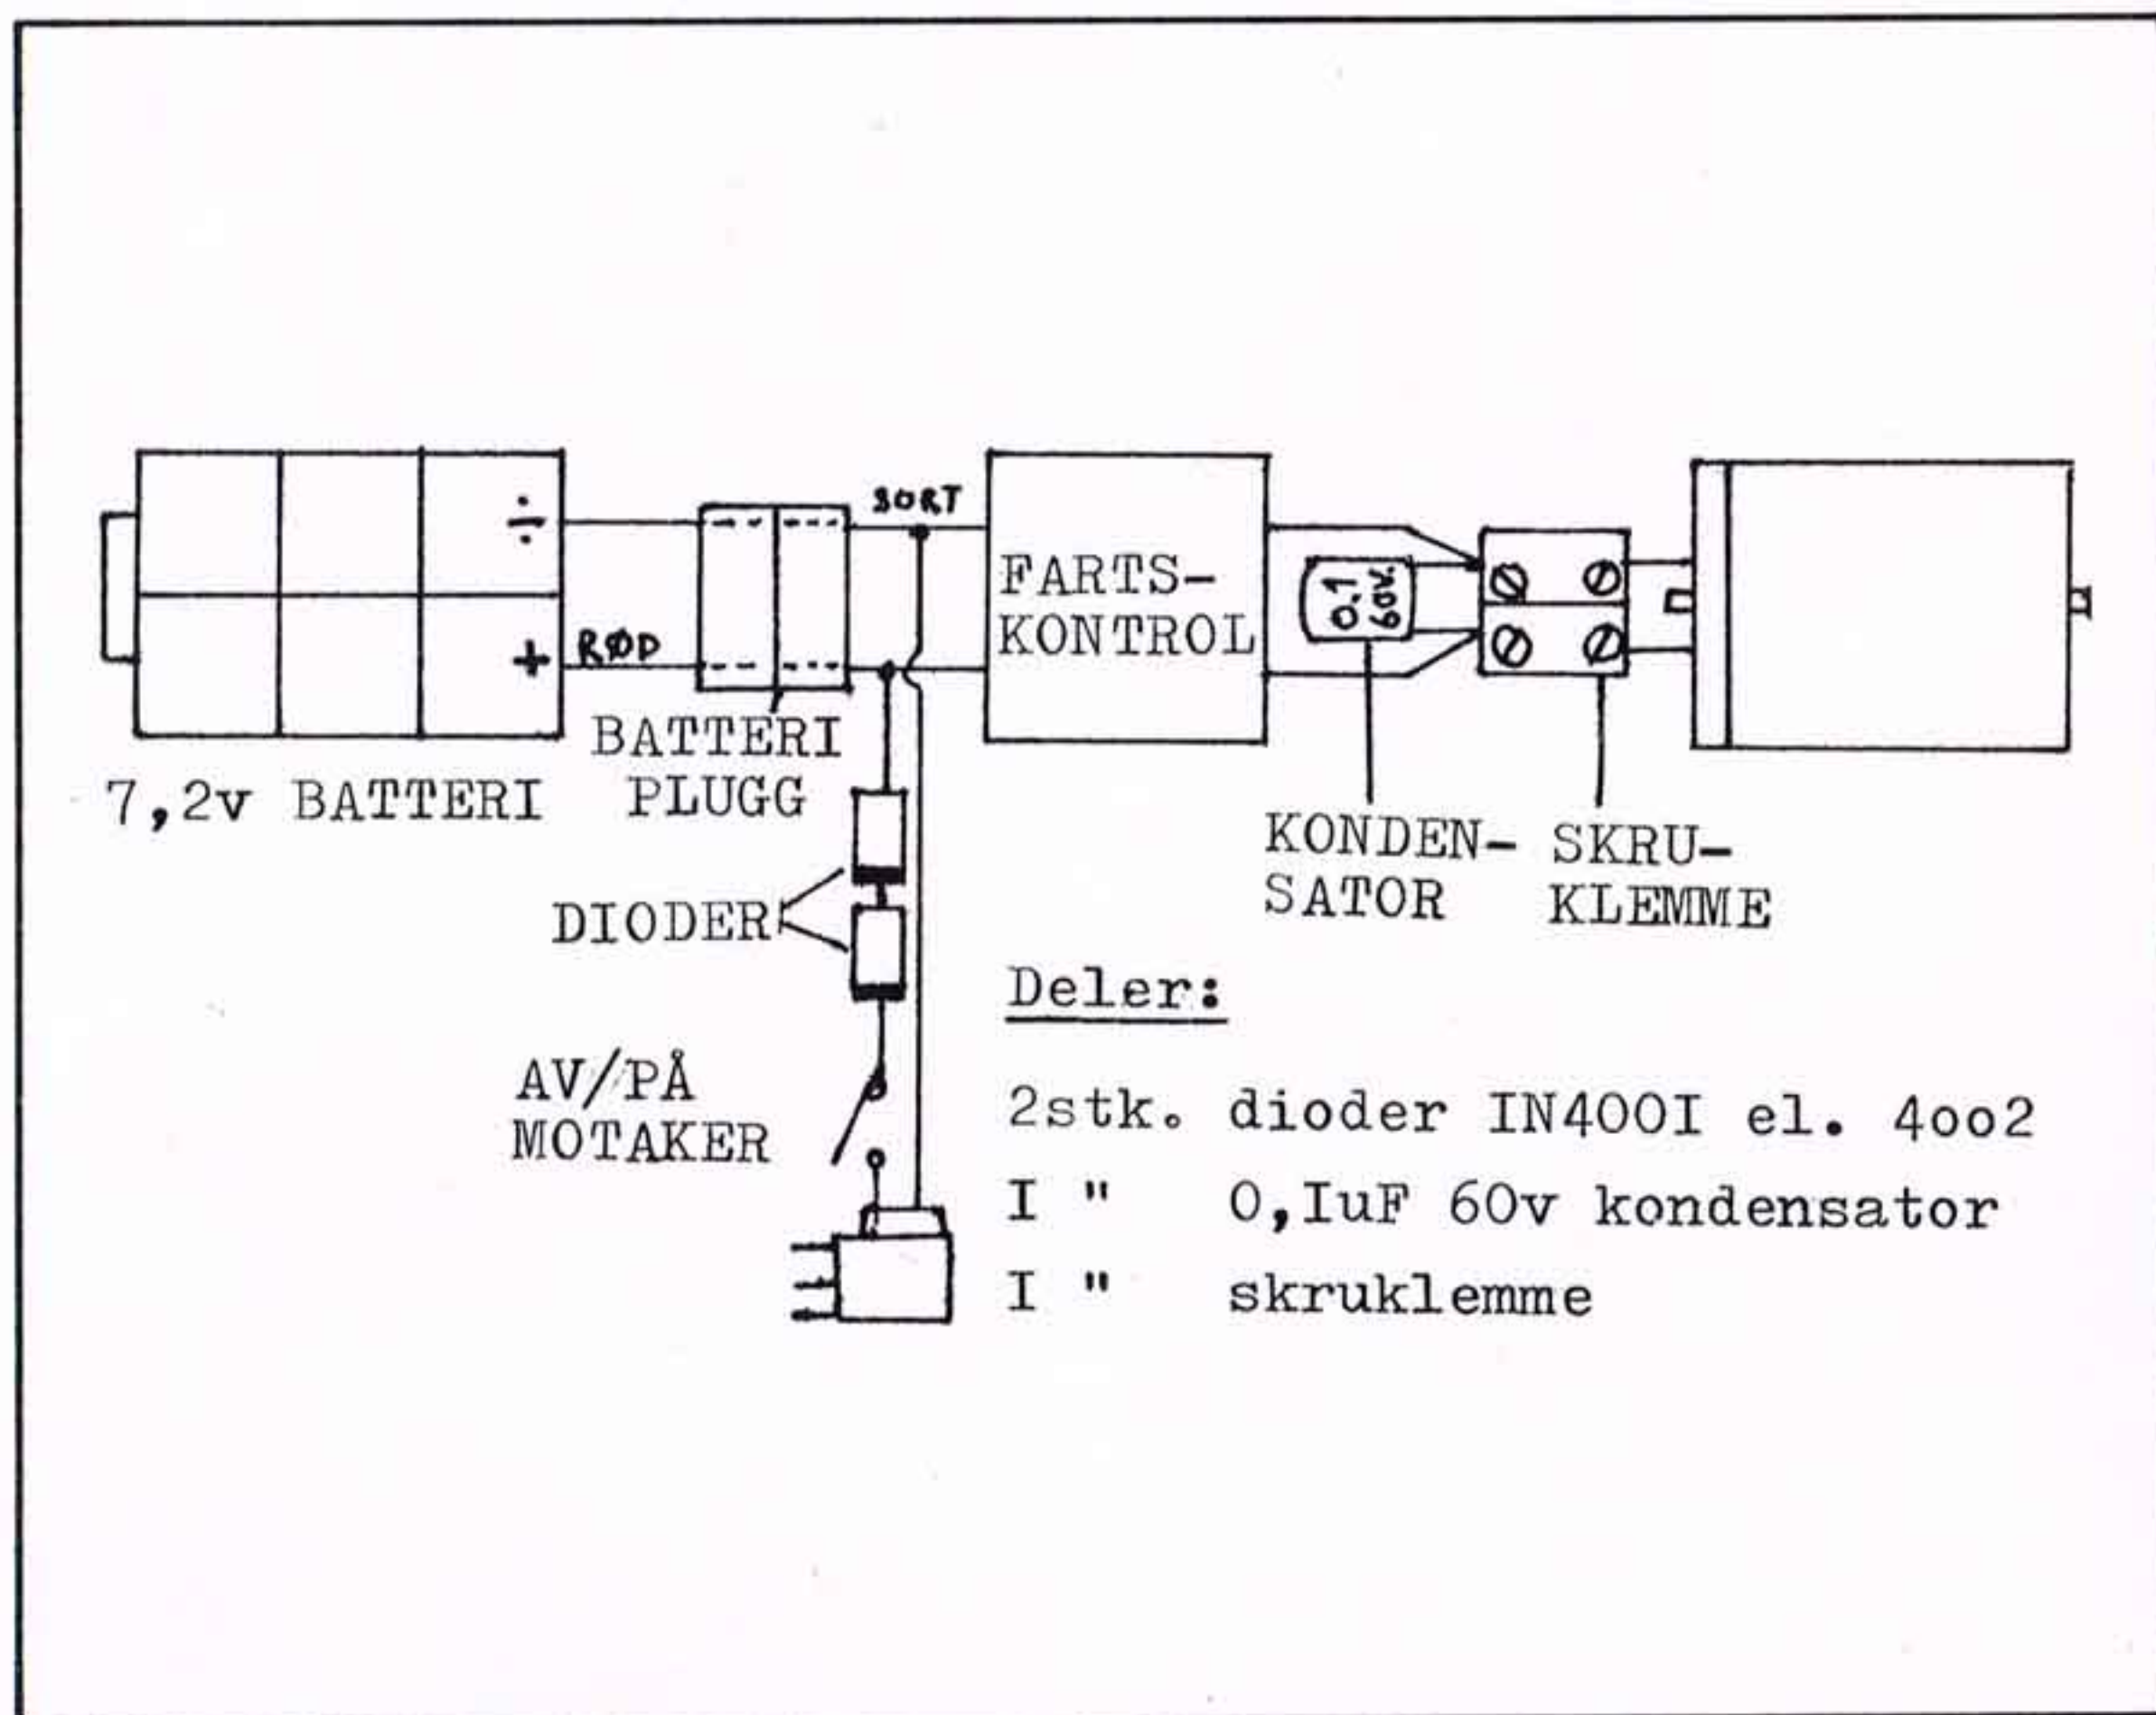 ÷
SORT
+ RØD
FARTS-
KONTROL
0.1
60V.
BATTERI
PLUGG
7,2v BATTERI
KONDEN-
SATOR
SKRU-
KLEMME
DIODER
AV/PÅ
MOTAKER
Deler:
2stk. dioder IN400I el. 4oo2
I " 0,IuF 60v kondensator
I " skruklemme